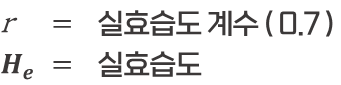 r = 실효습도 계수 ( 0.7 )
Hₑ = 실효습도